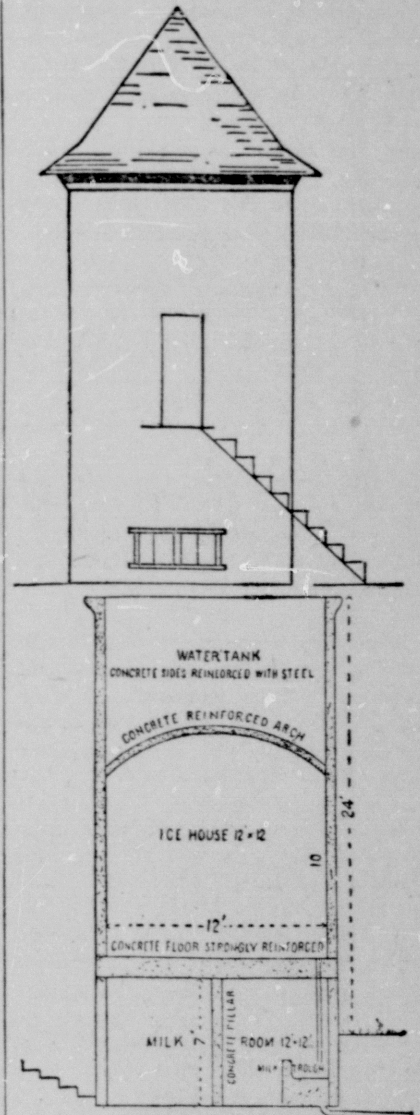 WATER TANK
CONCRETE SIDES REINFORCED WITH STEEL
CONCRETE REINFORCED ARCH
ICE HOUSE 12'×12
10
24'
12'
CONCRETE FLOOR STRONGLY REINFORCED
MILK ROOM 12'×12'
7'
CONCRETE PILLAR
MILK TROUGH